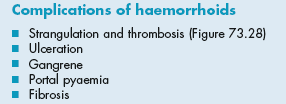 Complications of haemorrhoids
■ Strangulation and thrombosis (Figure 73.28)
■ Ulceration
■ Gangrene
■ Portal pyaemia
■ Fibrosis